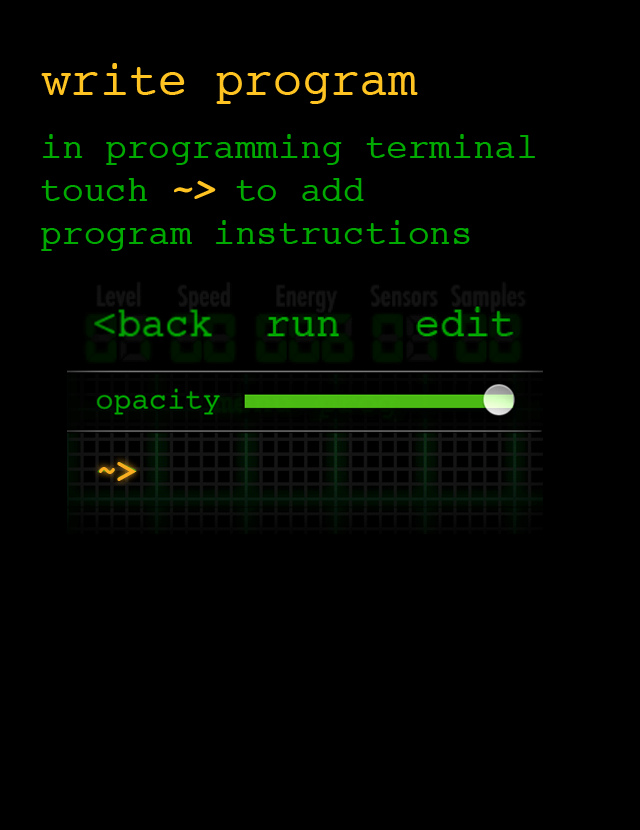 write program
in programming terminal
touch ~> to add
program instructions
Level Speed Energy Sensors Samples
<back run edit
opacity
~>